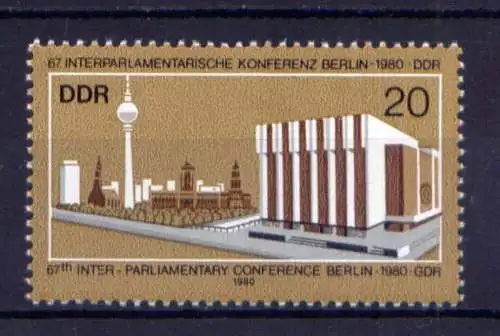 67 INTERPARLAMENTARISCHE KONFERENZ BERLIN·1980·DDR
DDR 20
67th INTER-PARLIAMENTARY CONFERENCE BERLIN·1980·GDR
1980